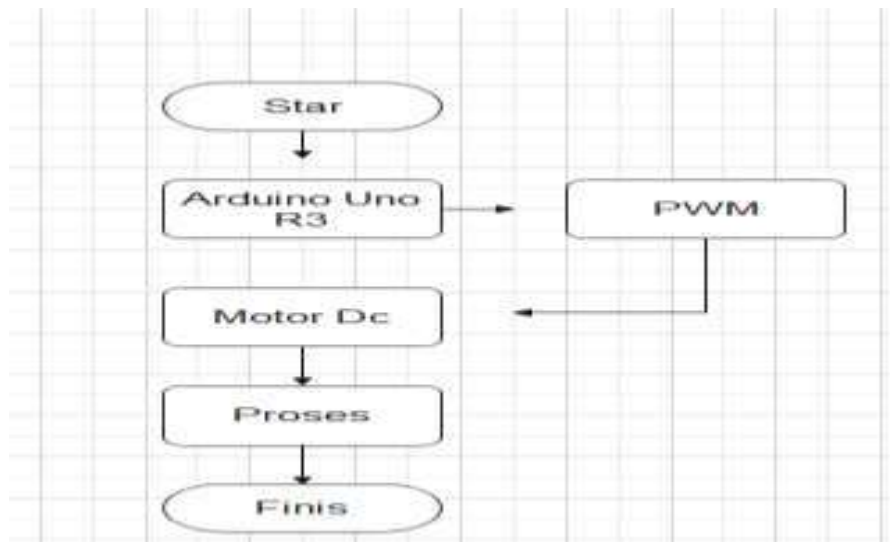 Star
Arduino Uno
R3
PWM
Motor Dc
Proses
Finis